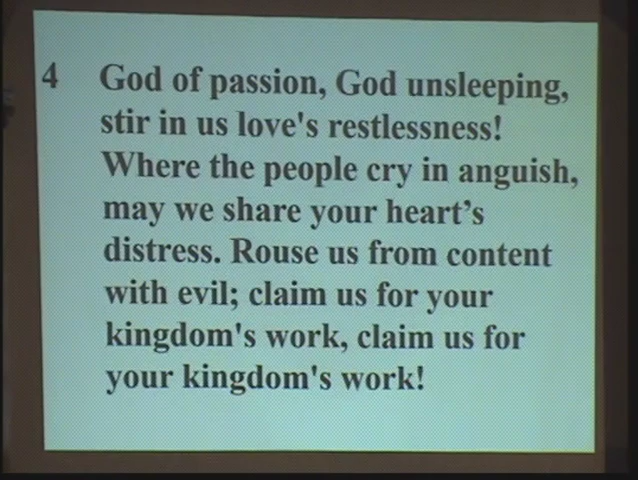 4 God of passion, God unsleeping,
stir in us love's restlessness!
Where the people cry in anguish,
may we share your heart’s
distress. Rouse us from content
with evil; claim us for your
kingdom's work, claim us for
your kingdom's work!